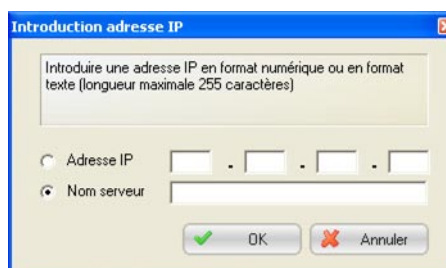 Introduction adresse IP
Introduire une adresse IP en format numérique ou en format
texte (longueur maximale 255 caractères)
Adresse IP . . .
Nom serveur
OK Annuler